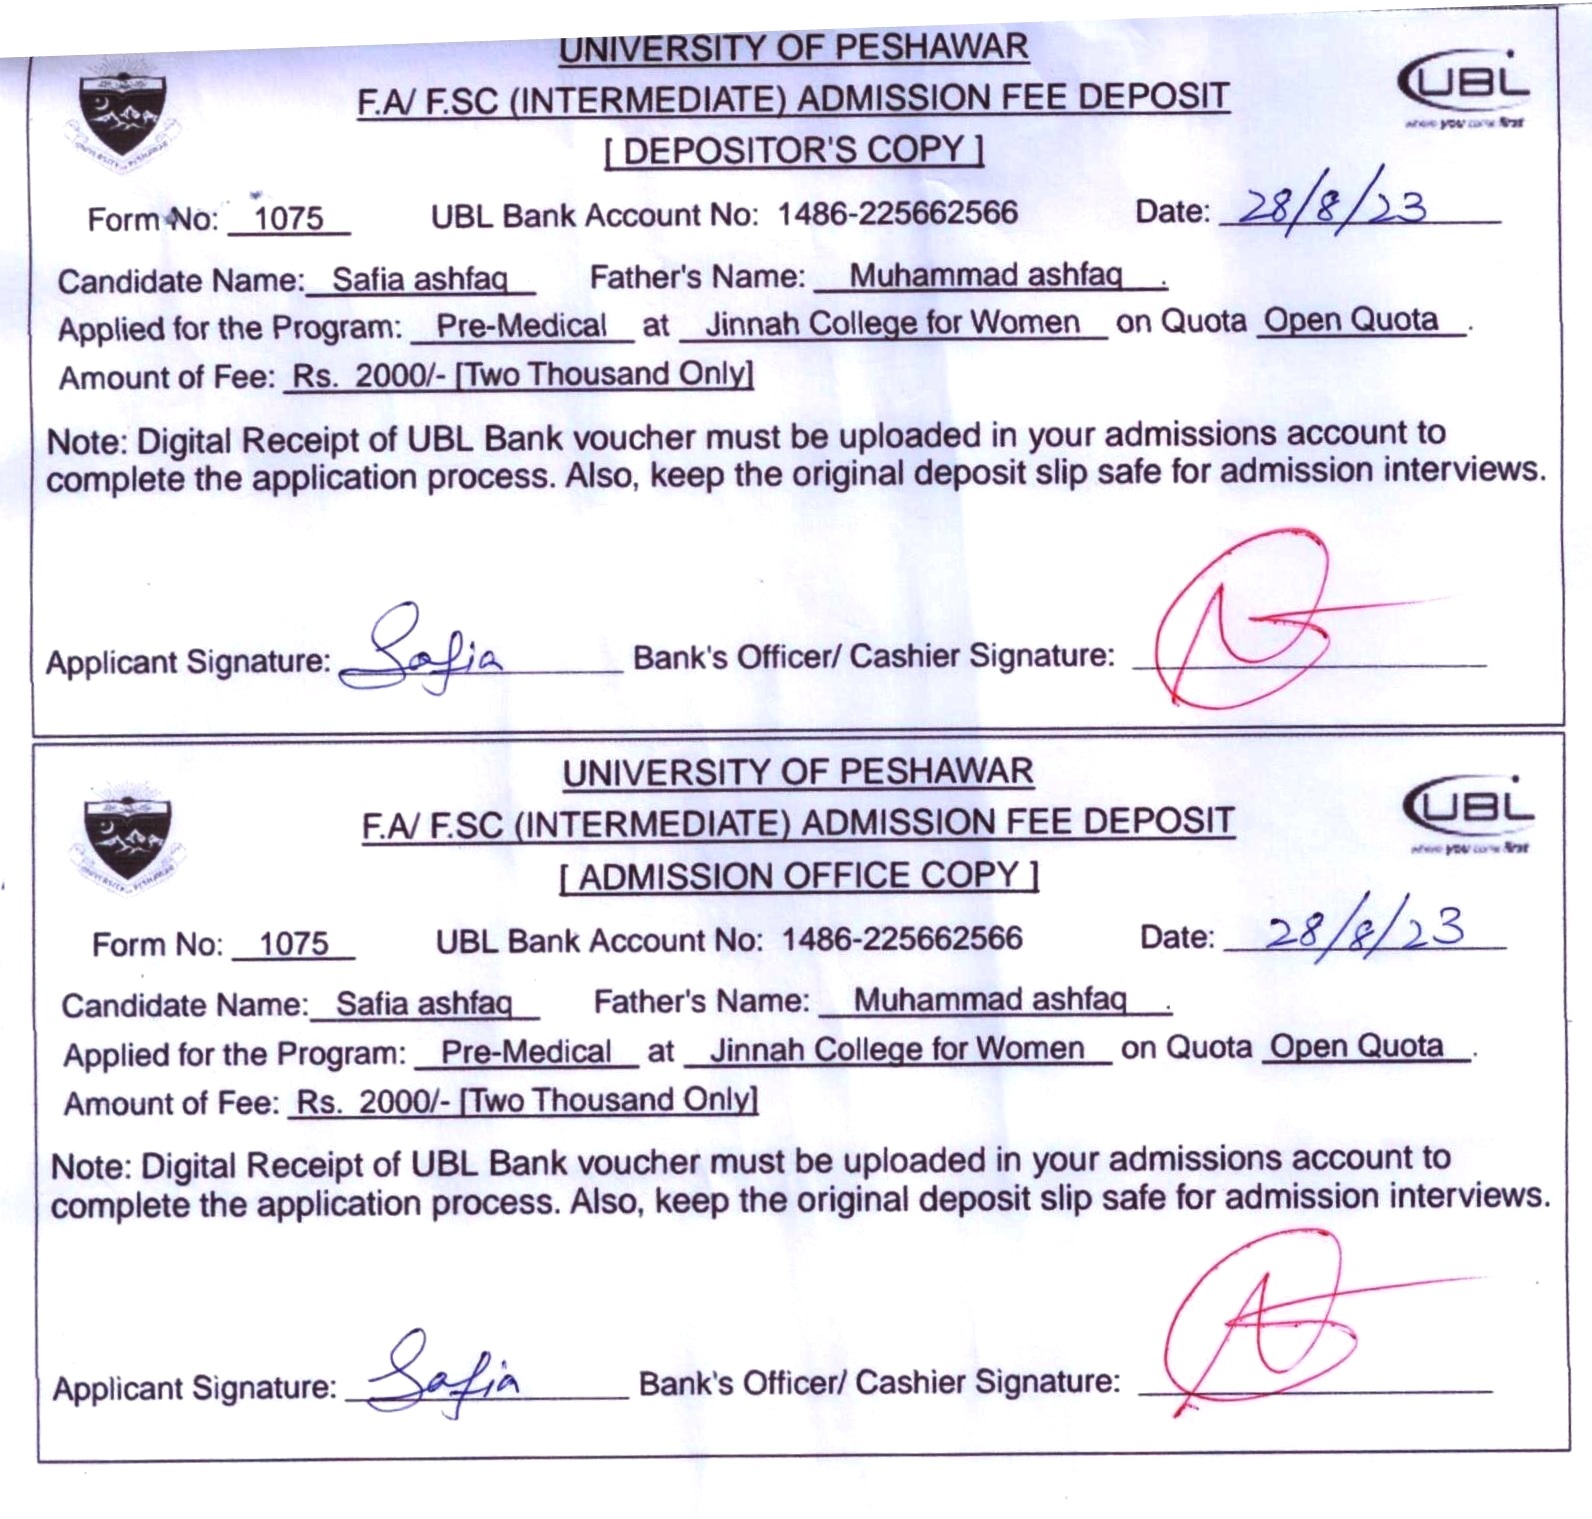 UNIVERSITY OF PESHAWAR
F.A/ F.SC (INTERMEDIATE) ADMISSION FEE DEPOSIT
[ DEPOSITOR'S COPY ]
UBL
where you come first
UNIVERSITY OF PESHAWAR
Form No: 1075 UBL Bank Account No: 1486-225662566 Date: 28/8/23
Candidate Name: Safia ashfaq Father's Name: Muhammad ashfaq .
Applied for the Program: Pre-Medical at Jinnah College for Women on Quota Open Quota .
Amount of Fee: Rs. 2000/- [Two Thousand Only]
Note: Digital Receipt of UBL Bank voucher must be uploaded in your admissions account to
complete the application process. Also, keep the original deposit slip safe for admission interviews.
Applicant Signature: Safia Bank's Officer/ Cashier Signature:
UNIVERSITY OF PESHAWAR
F.A/ F.SC (INTERMEDIATE) ADMISSION FEE DEPOSIT
[ ADMISSION OFFICE COPY ]
UBL
where you come first
UNIVERSITY OF PESHAWAR
Form No: 1075 UBL Bank Account No: 1486-225662566 Date: 28/8/23
Candidate Name: Safia ashfaq Father's Name: Muhammad ashfaq .
Applied for the Program: Pre-Medical at Jinnah College for Women on Quota Open Quota .
Amount of Fee: Rs. 2000/- [Two Thousand Only]
Note: Digital Receipt of UBL Bank voucher must be uploaded in your admissions account to
complete the application process. Also, keep the original deposit slip safe for admission interviews.
Applicant Signature: Safia Bank's Officer/ Cashier Signature: